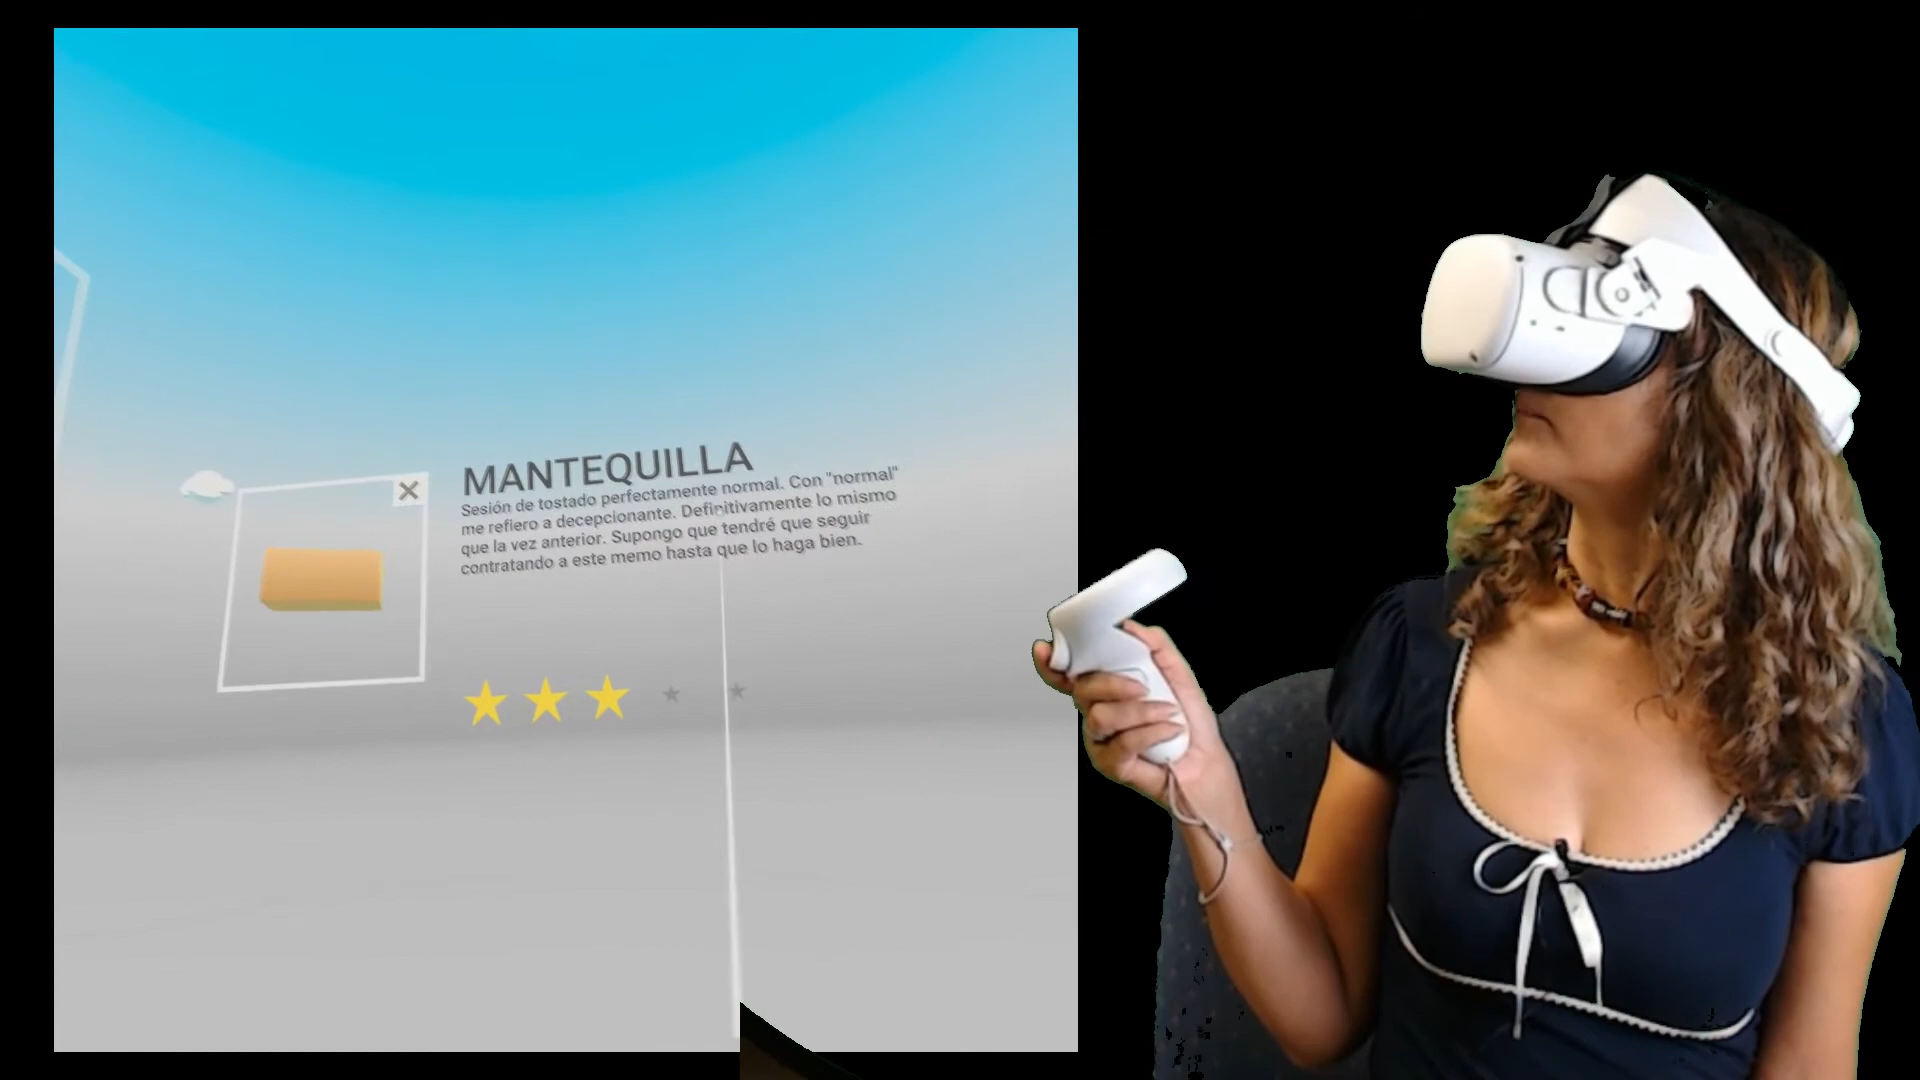 MANTEQUILLA
Sesión de tostado perfectamente normal. Con "normal"
me refiero a decepcionante. Definitivamente lo mismo
que la vez anterior. Supongo que tendré que seguir
contratando a este memo hasta que lo haga bien.